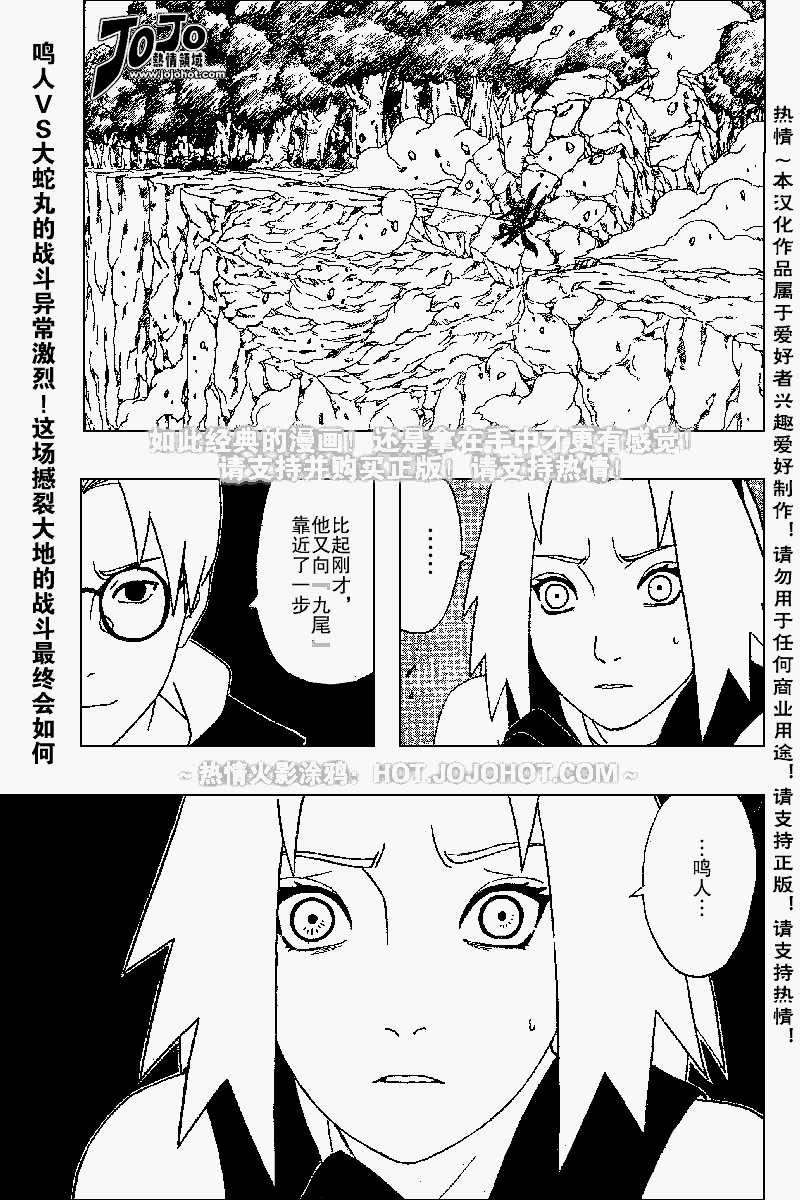 JOJO
熱情領域
www.jojohot.com
鸣人VS大蛇丸的战斗异常激烈！这场撼裂大地的战斗最终会如何
热情～本汉化作品属于爱好者兴趣爱好制作！请勿用于任何商业用途！请支持正版！请支持热情！
如此经典的漫画！还是拿在手中才更有感觉！
请支持并购买正版！请支持热情！
……
比起刚才，
他又向『九尾』
靠近了一步
～热情火影涂鸦：HOT.JOJOHOT.COM～
…鸣人…